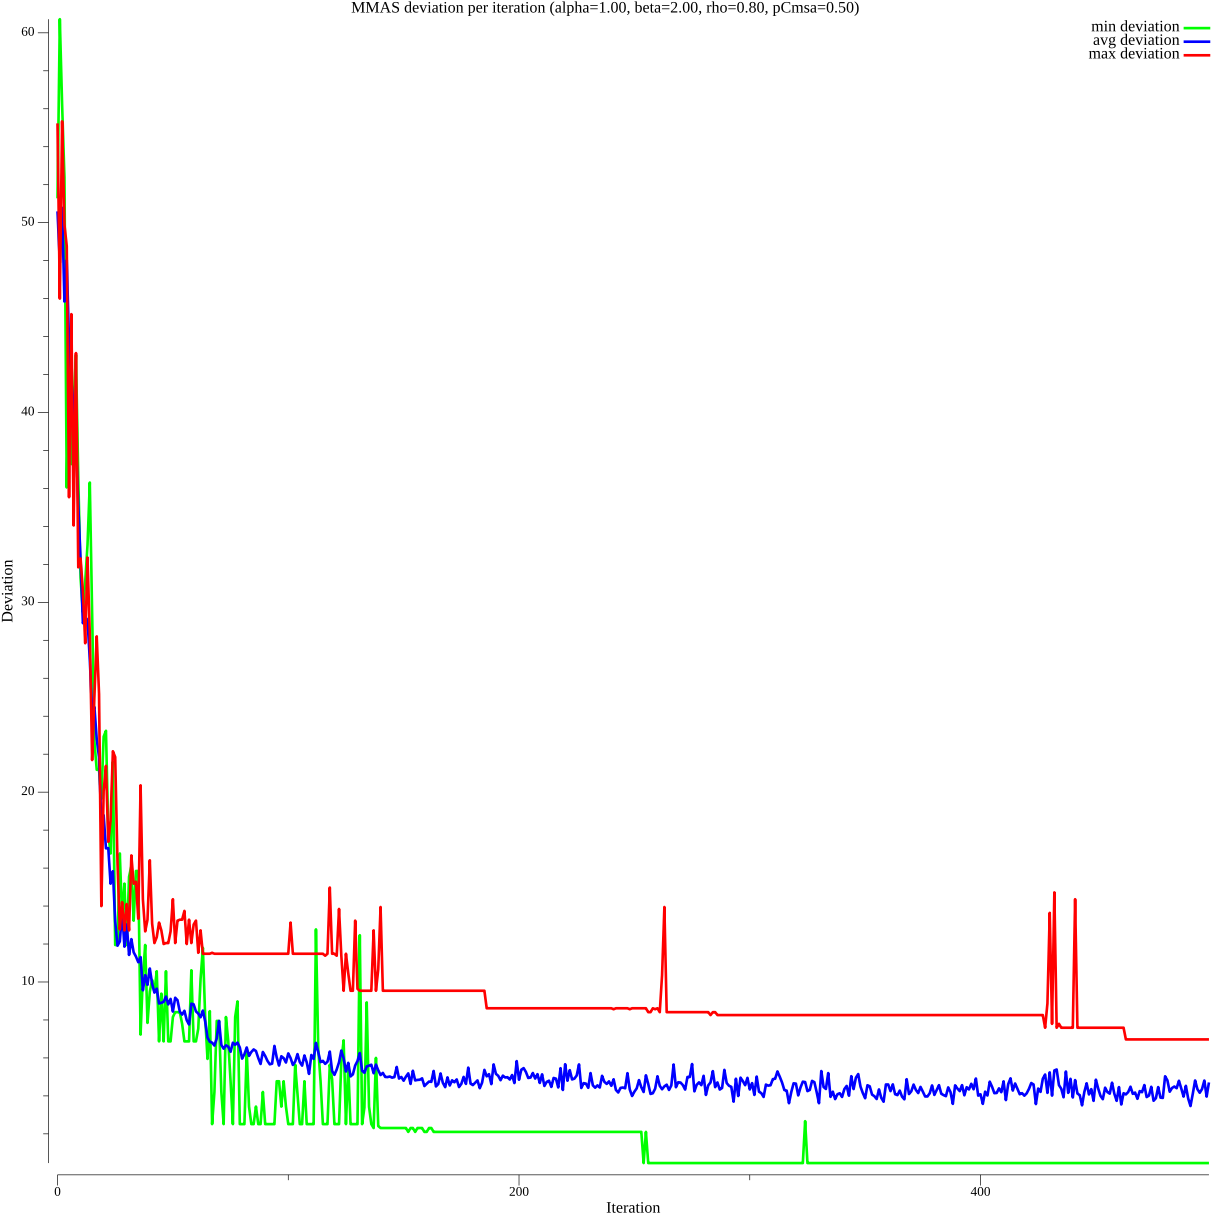 MMAS deviation per iteration (alpha=1.00, beta=2.00, rho=0.80, pCmsa=0.50)
min deviation
avg deviation
max deviation
60
50
40
30
20
10
Deviation
0
200
400
Iteration